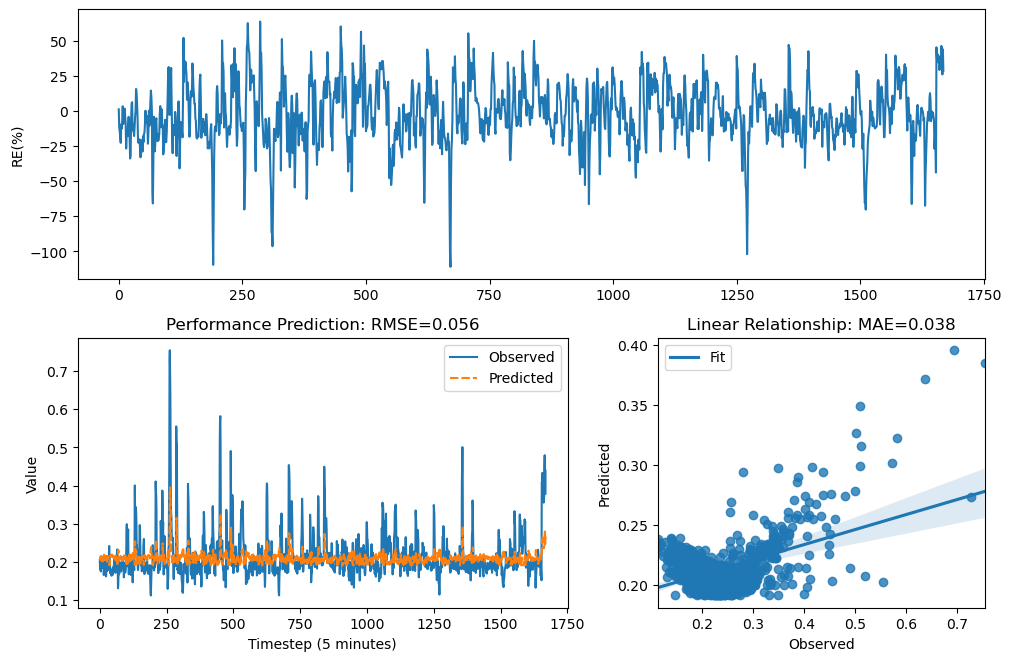 RE(%)
50
25
0
−25
−50
−75
−100
0 250 500 750 1000 1250 1500 1750
Performance Prediction: RMSE=0.056
Value
0.7
0.6
0.5
0.4
0.3
0.2
0.1
Observed
Predicted
0 250 500 750 1000 1250 1500 1750
Timestep (5 minutes)
Linear Relationship: MAE=0.038
Predicted
0.40
0.35
0.30
0.25
0.20
Fit
0.2 0.3 0.4 0.5 0.6 0.7
Observed